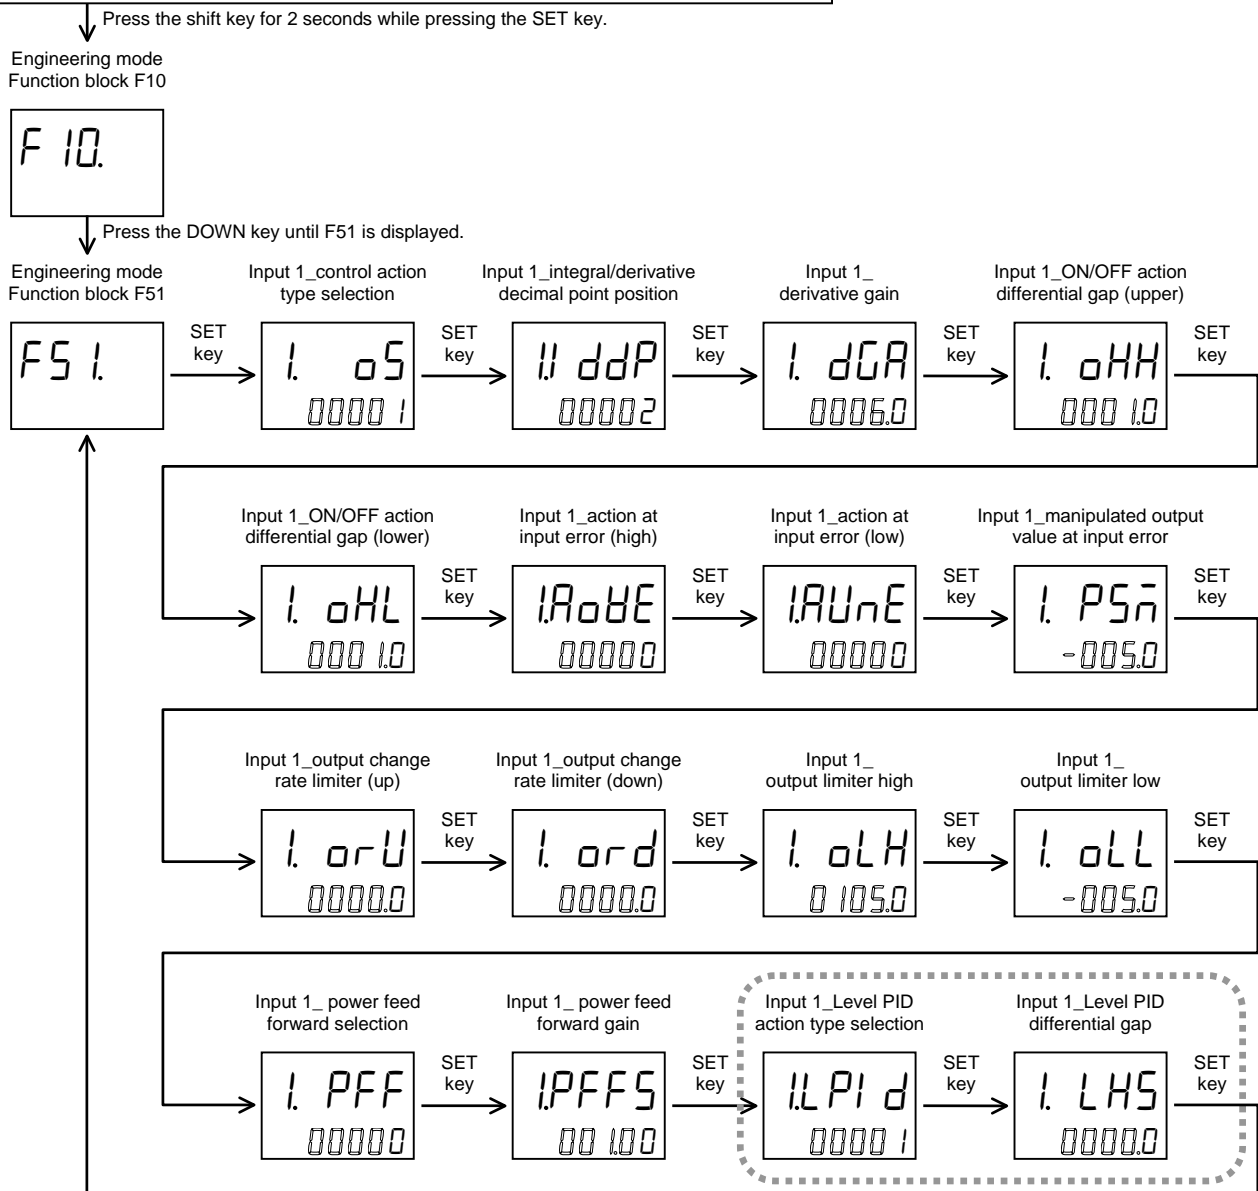 Press the shift key for 2 seconds while pressing the SET key.
Engineering mode
Function block F10
F 10.
Press the DOWN key until F51 is displayed.
Engineering mode
Function block F51
F51.
SET
key
Input 1_control action
type selection
1. oS
00001
SET
key
Input 1_integral/derivative
decimal point position
1.I ddP
00002
SET
key
Input 1_
derivative gain
1. dGA
0006.0
SET
key
Input 1_ON/OFF action
differential gap (upper)
1. oHH
0001.0
SET
key
Input 1_ON/OFF action
differential gap (lower)
1. oHL
0001.0
SET
key
Input 1_action at
input error (high)
1.AoVE
00000
SET
key
Input 1_action at
input error (low)
1.AUnE
00000
SET
key
Input 1_manipulated output
value at input error
1. PSm
-005.0
SET
key
Input 1_output change
rate limiter (up)
1. orU
0000.0
SET
key
Input 1_output change
rate limiter (down)
1. ord
0000.0
SET
key
Input 1_
output limiter high
1. oLH
0105.0
SET
key
Input 1_
output limiter low
1. oLL
-005.0
SET
key
Input 1_ power feed
forward selection
1. PFF
00000
SET
key
Input 1_ power feed
forward gain
1.PFFS
001.00
SET
key
Input 1_Level PID
action type selection
1.LPId
00001
SET
key
Input 1_Level PID
differential gap
1. LHS
0000.0
SET
key